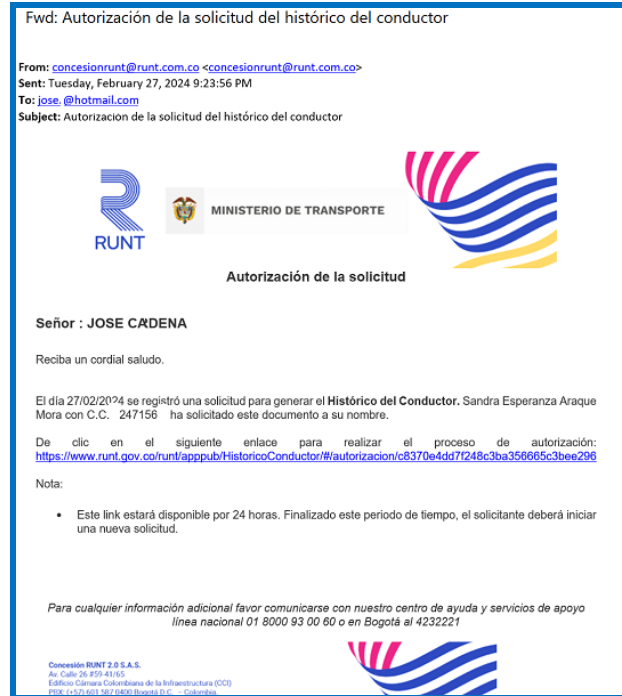 Fwd: Autorización de la solicitud del histórico del conductor
From: concesionrunt@runt.com.co <concesionrunt@runt.com.co>
Sent: Tuesday, February 27, 2024 9:23:56 PM
To: jose. @hotmail.com
Subject: Autorizacion de la solicitud del histórico del conductor
RUNT
MINISTERIO DE TRANSPORTE
Autorización de la solicitud
Señor : JOSE CADENA
Reciba un cordial saludo.
El día 27/02/2024 se registró una solicitud para generar el Histórico del Conductor. Sandra Esperanza Araque
Mora con C.C. 247156 ha solicitado este documento a su nombre.
De clic en el siguiente enlace para realizar el proceso de autorización:
https://www.runt.gov.co/runt/apppub/HistoricoConductor/#/autorizacion/c8370e4dd7f248c3ba356665c3bee296
Nota:
• Este link estará disponible por 24 horas. Finalizado este periodo de tiempo, el solicitante deberá iniciar
una nueva solicitud.
Para cualquier información adicional favor comunicarse con nuestro centro de ayuda y servicios de apoyo
línea nacional 01 8000 93 00 60 o en Bogotá al 4232221
Concesión RUNT 2.0 S.A.S.
Av. Calle 26 #59-41/65
Edificio Cámara Colombiana de la Infraestructura (CCI)
PBX: (+57) 601 587 0400 Bogotá D.C. – Colombia.